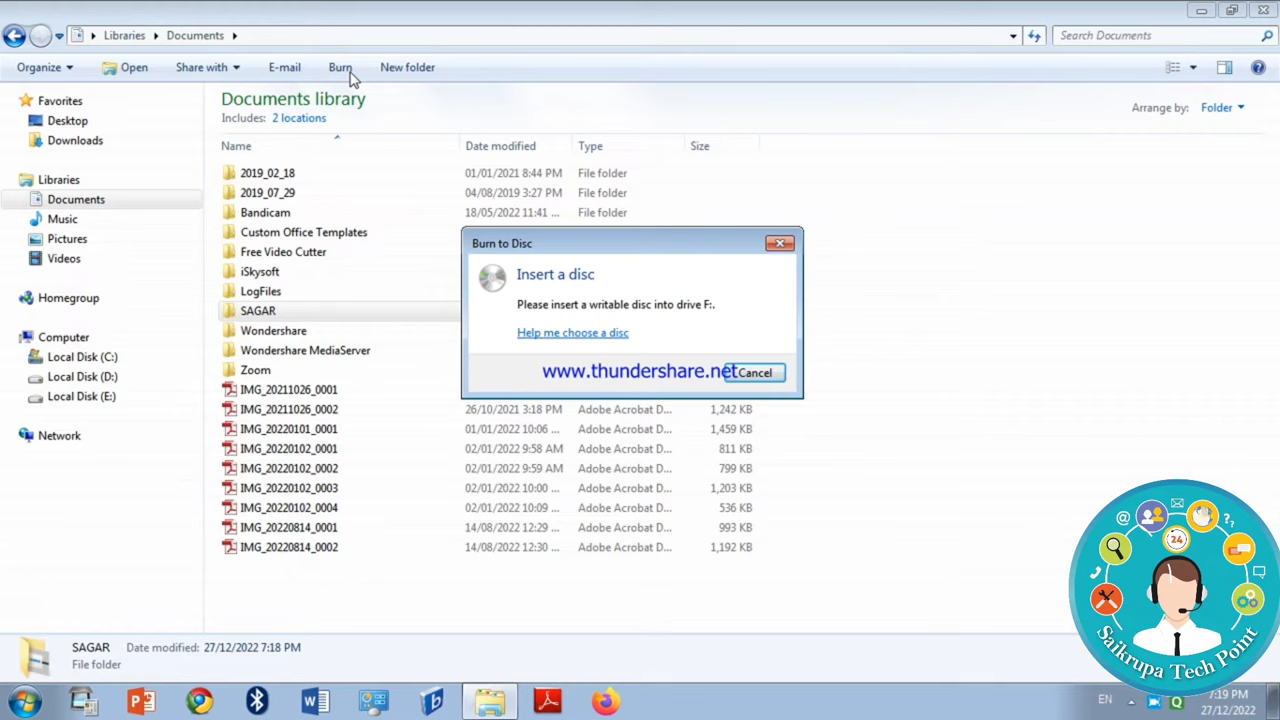 Libraries Documents
Search Documents
Organize Open Share with E-mail Burn New folder
Documents library
Includes: 2 locations
Arrange by: Folder
Favorites
Desktop
Downloads
Libraries
Documents
Music
Pictures
Videos
Homegroup
Computer
Local Disk (C:)
Local Disk (D:)
Local Disk (E:)
Network
Name Date modified Type Size
2019_02_18 01/01/2021 8:44 PM File folder
2019_07_29 04/08/2019 3:27 PM File folder
Bandicam 18/05/2022 11:41 ... File folder
Custom Office Templates
Free Video Cutter
iSkysoft
LogFiles
SAGAR
Wondershare
Wondershare MediaServer
Zoom
IMG_20211026_0001
IMG_20211026_0002 26/10/2021 3:18 PM Adobe Acrobat D... 1,242 KB
IMG_20220101_0001 01/01/2022 10:06 ... Adobe Acrobat D... 1,459 KB
IMG_20220102_0001 02/01/2022 9:58 AM Adobe Acrobat D... 811 KB
IMG_20220102_0002 02/01/2022 9:59 AM Adobe Acrobat D... 799 KB
IMG_20220102_0003 02/01/2022 10:00 ... Adobe Acrobat D... 1,203 KB
IMG_20220102_0004 02/01/2022 10:09 ... Adobe Acrobat D... 536 KB
IMG_20220814_0001 14/08/2022 12:29 ... Adobe Acrobat D... 993 KB
IMG_20220814_0002 14/08/2022 12:30 ... Adobe Acrobat D... 1,192 KB
Burn to Disc
Insert a disc
Please insert a writable disc into drive F:.
Help me choose a disc
www.thundershare.net
Cancel
SAGAR Date modified: 27/12/2022 7:18 PM
File folder
@ ??
24
Saikrupa Tech Point
EN 7:19 PM
27/12/2022